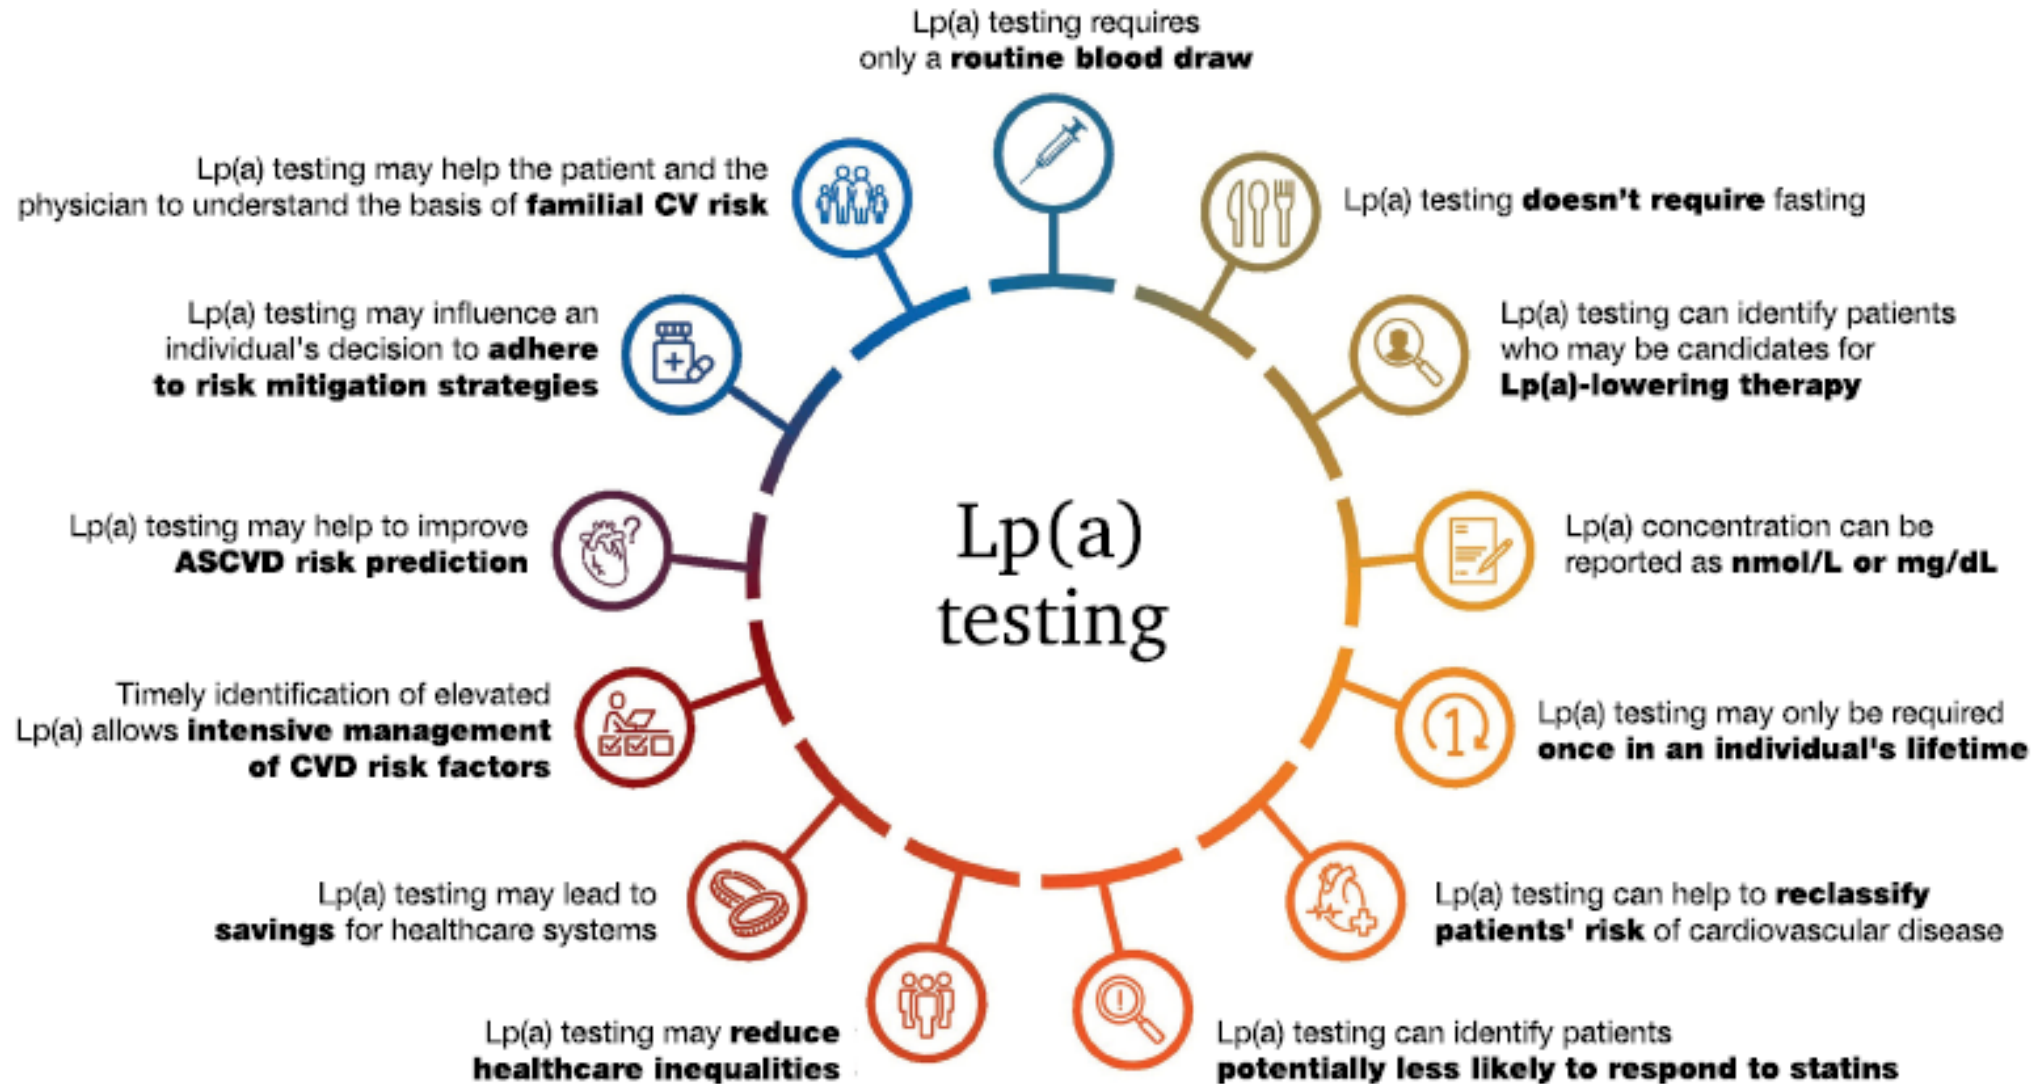 Lp(a) testing requires
only a routine blood draw
Lp(a) testing doesn't require fasting
Lp(a) testing can identify patients
who may be candidates for
Lp(a)-lowering therapy
Lp(a) concentration can be
reported as nmol/L or mg/dL
1
Lp(a) testing may only be required
once in an individual's lifetime
Lp(a) testing can help to reclassify
patients' risk of cardiovascular disease
!
Lp(a) testing can identify patients
potentially less likely to respond to statins
Lp(a) testing may reduce
healthcare inequalities
Lp(a) testing may lead to
savings for healthcare systems
Timely identification of elevated
Lp(a) allows intensive management
of CVD risk factors
?
Lp(a) testing may help to improve
ASCVD risk prediction
Lp(a) testing may influence an
individual's decision to adhere
to risk mitigation strategies
Lp(a) testing may help the patient and the
physician to understand the basis of familial CV risk
Lp(a)
testing